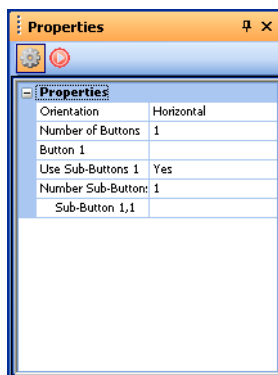 Properties
Properties
Orientation Horizontal
Number of Buttons 1
Button 1
Use Sub-Buttons 1 Yes
Number Sub-Button: 1
Sub-Button 1,1